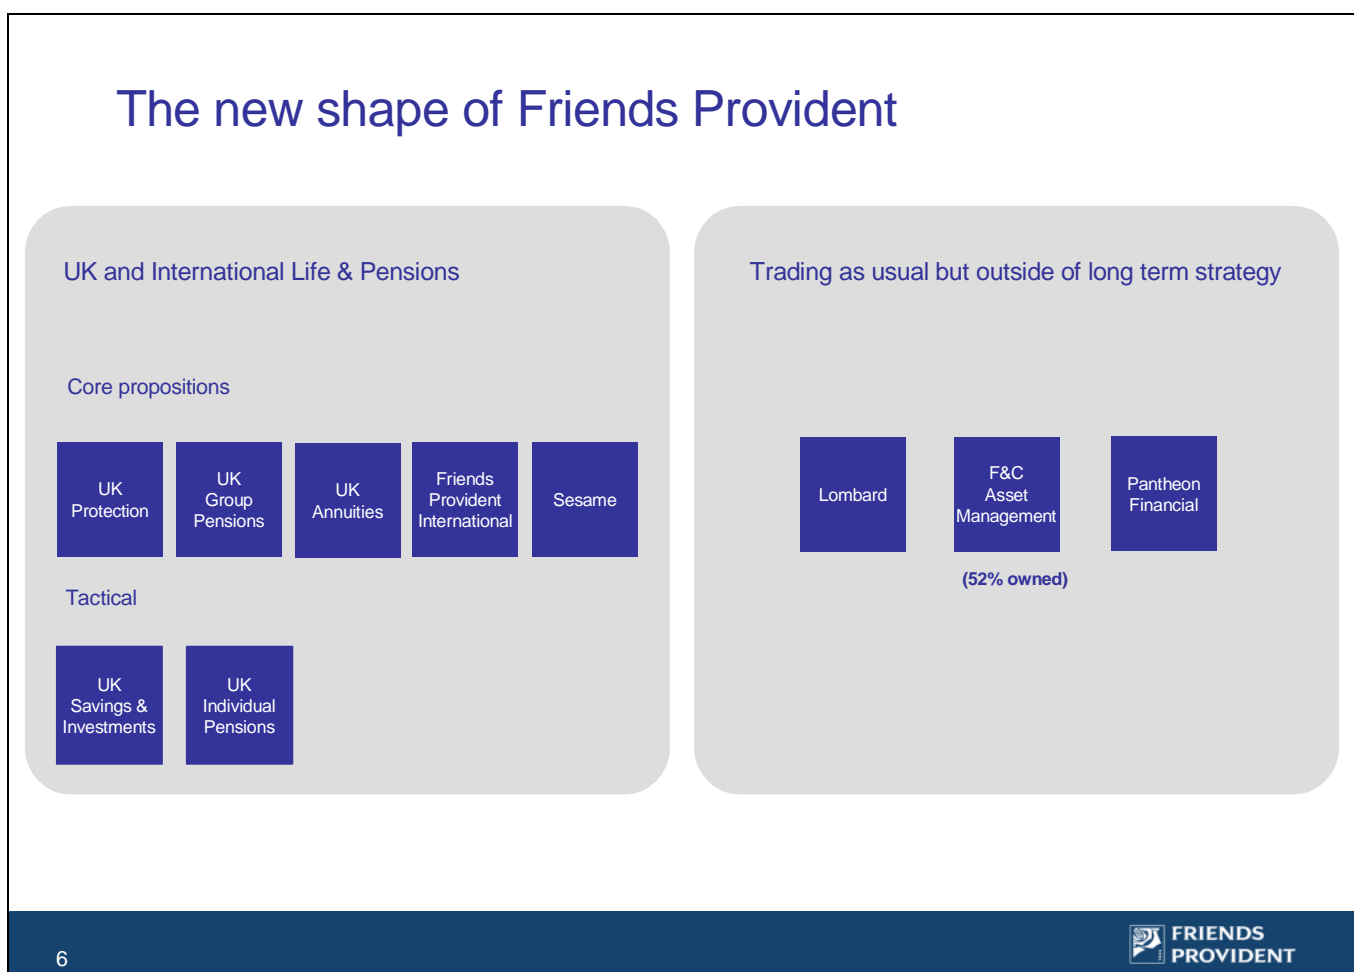 The new shape of Friends Provident
UK and International Life & Pensions
Core propositions
UK
Protection
UK
Group
Pensions
UK
Annuities
Friends
Provident
International
Sesame
Tactical
UK
Savings &
Investments
UK
Individual
Pensions
Trading as usual but outside of long term strategy
Lombard
F&C
Asset
Management
(52% owned)
Pantheon
Financial
6
FRIENDS
PROVIDENT